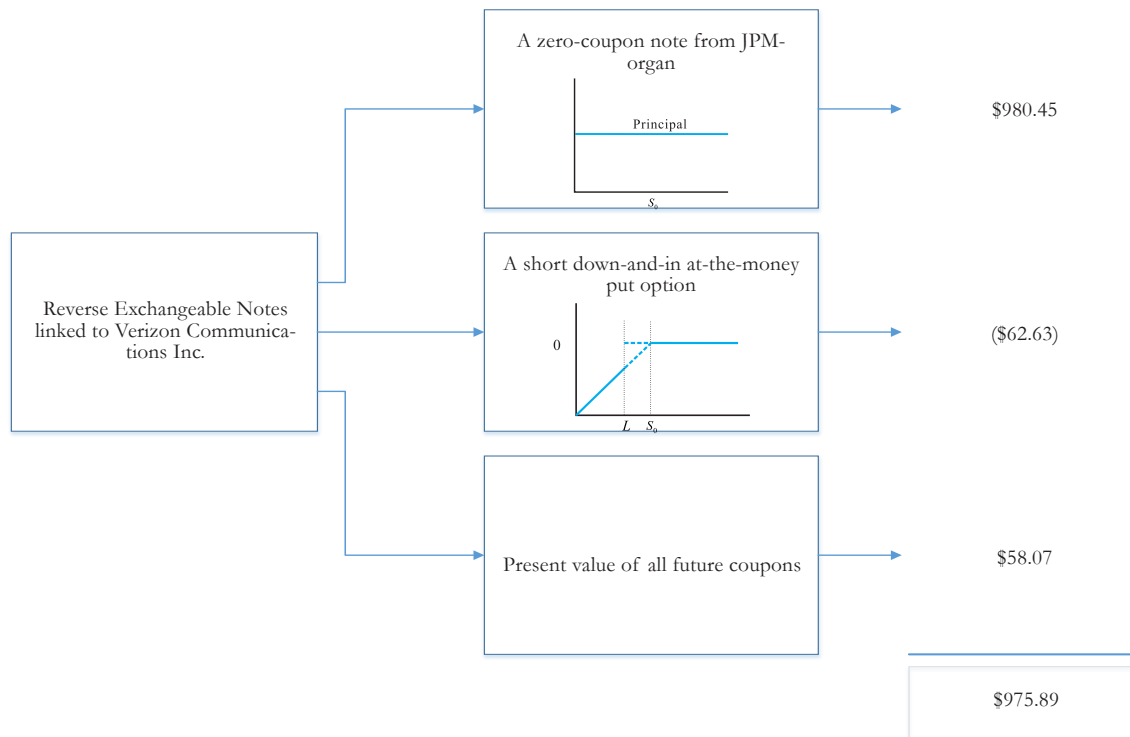 A zero-coupon note from JPM-
organ
Principal
S₀
$980.45
Reverse Exchangeable Notes
linked to Verizon Communica-
tions Inc.
A short down-and-in at-the-money
put option
0
L S₀
($62.63)
Present value of all future coupons
$58.07
$975.89